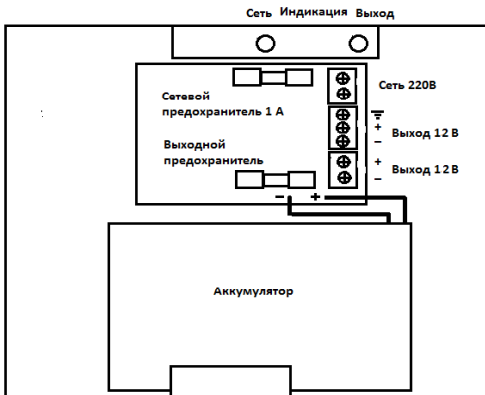 Сеть Индикация Выход
Сеть 220В
Сетевой
предохранитель 1 А
+
Выход 12 В
−
Выходной
предохранитель
+
Выход 12 В
−
− +
Аккумулятор